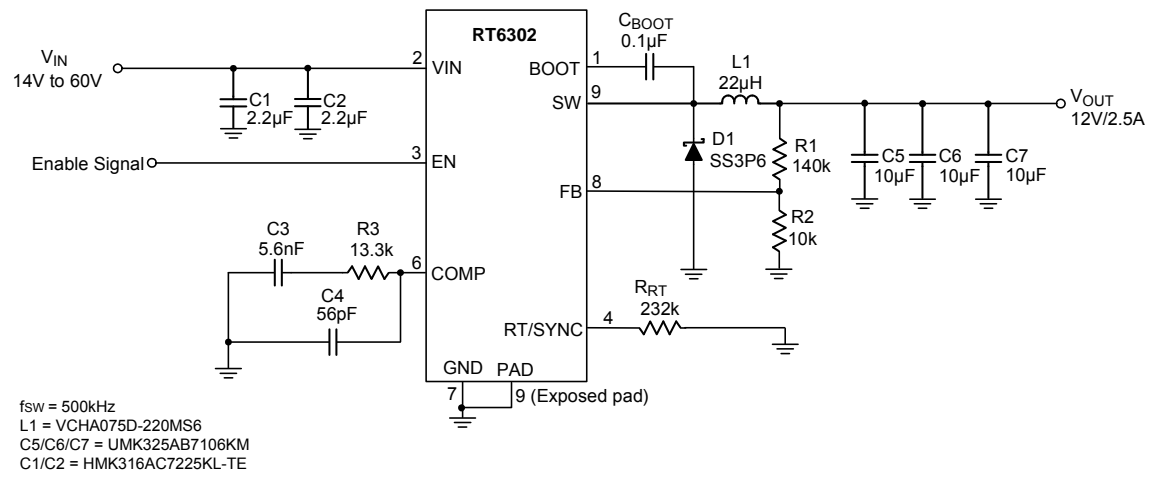 RT6302
VIN
14V to 60V
2
VIN
C1
2.2µF
C2
2.2µF
Enable Signal
3
EN
C3
5.6nF
R3
13.3k
6
COMP
C4
56pF
GND
PAD
7
9 (Exposed pad)
BOOT
1
CBOOT
0.1µF
SW
9
L1
22µH
VOUT
12V/2.5A
D1
SS3P6
R1
140k
FB
8
R2
10k
C5
10µF
C6
10µF
C7
10µF
RT/SYNC
4
RRT
232k
fSW = 500kHz
L1 = VCHA075D-220MS6
C5/C6/C7 = UMK325AB7106KM
C1/C2 = HMK316AC7225KL-TE